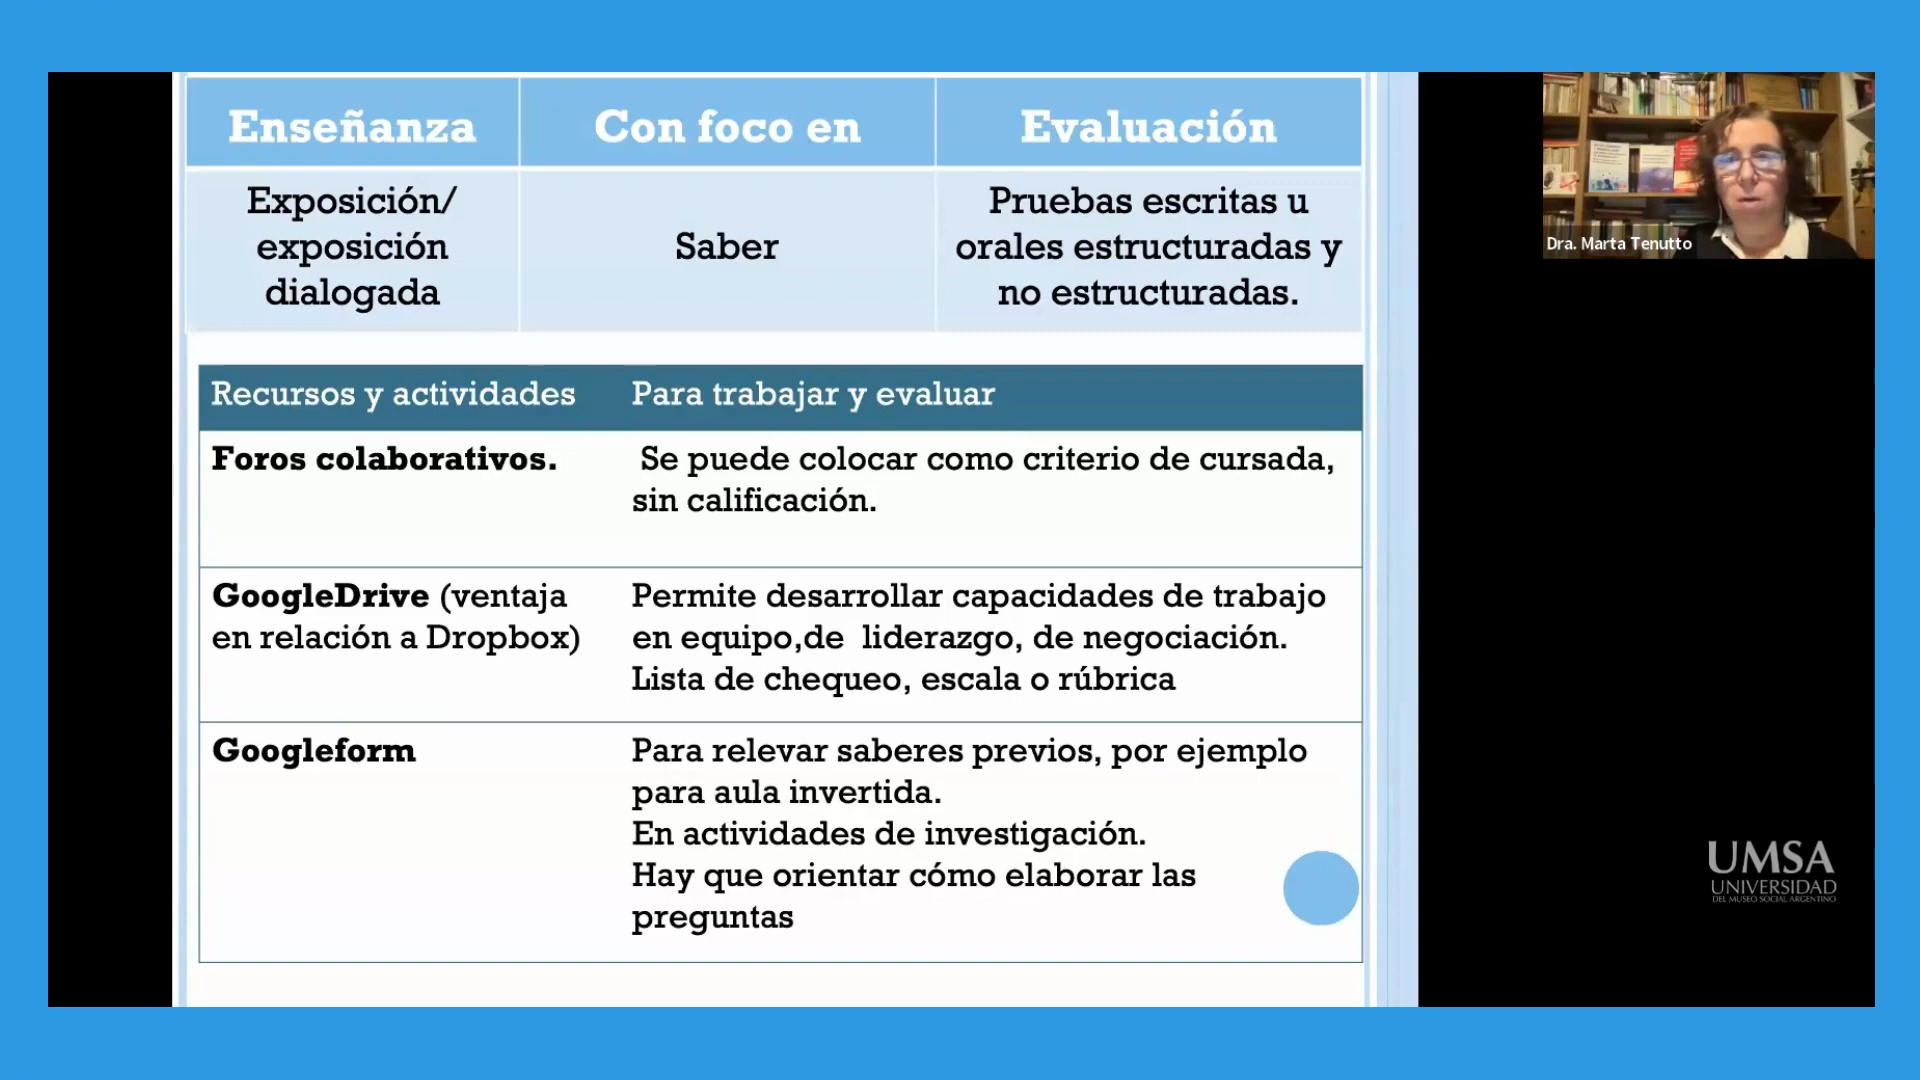 Enseñanza
Con foco en
Evaluación
Exposición/
exposición
dialogada
Saber
Pruebas escritas u
orales estructuradas y
no estructuradas.
Recursos y actividades
Para trabajar y evaluar
Foros colaborativos.
Se puede colocar como criterio de cursada,
sin calificación.
GoogleDrive (ventaja
en relación a Dropbox)
Permite desarrollar capacidades de trabajo
en equipo,de  liderazgo, de negociación.
Lista de chequeo, escala o rúbrica
Googleform
Para relevar saberes previos, por ejemplo
para aula invertida.
En actividades de investigación.
Hay que orientar cómo elaborar las
preguntas
Dra. Marta Tenutto
UMSA
UNIVERSIDAD
DEL MUSEO SOCIAL ARGENTINO